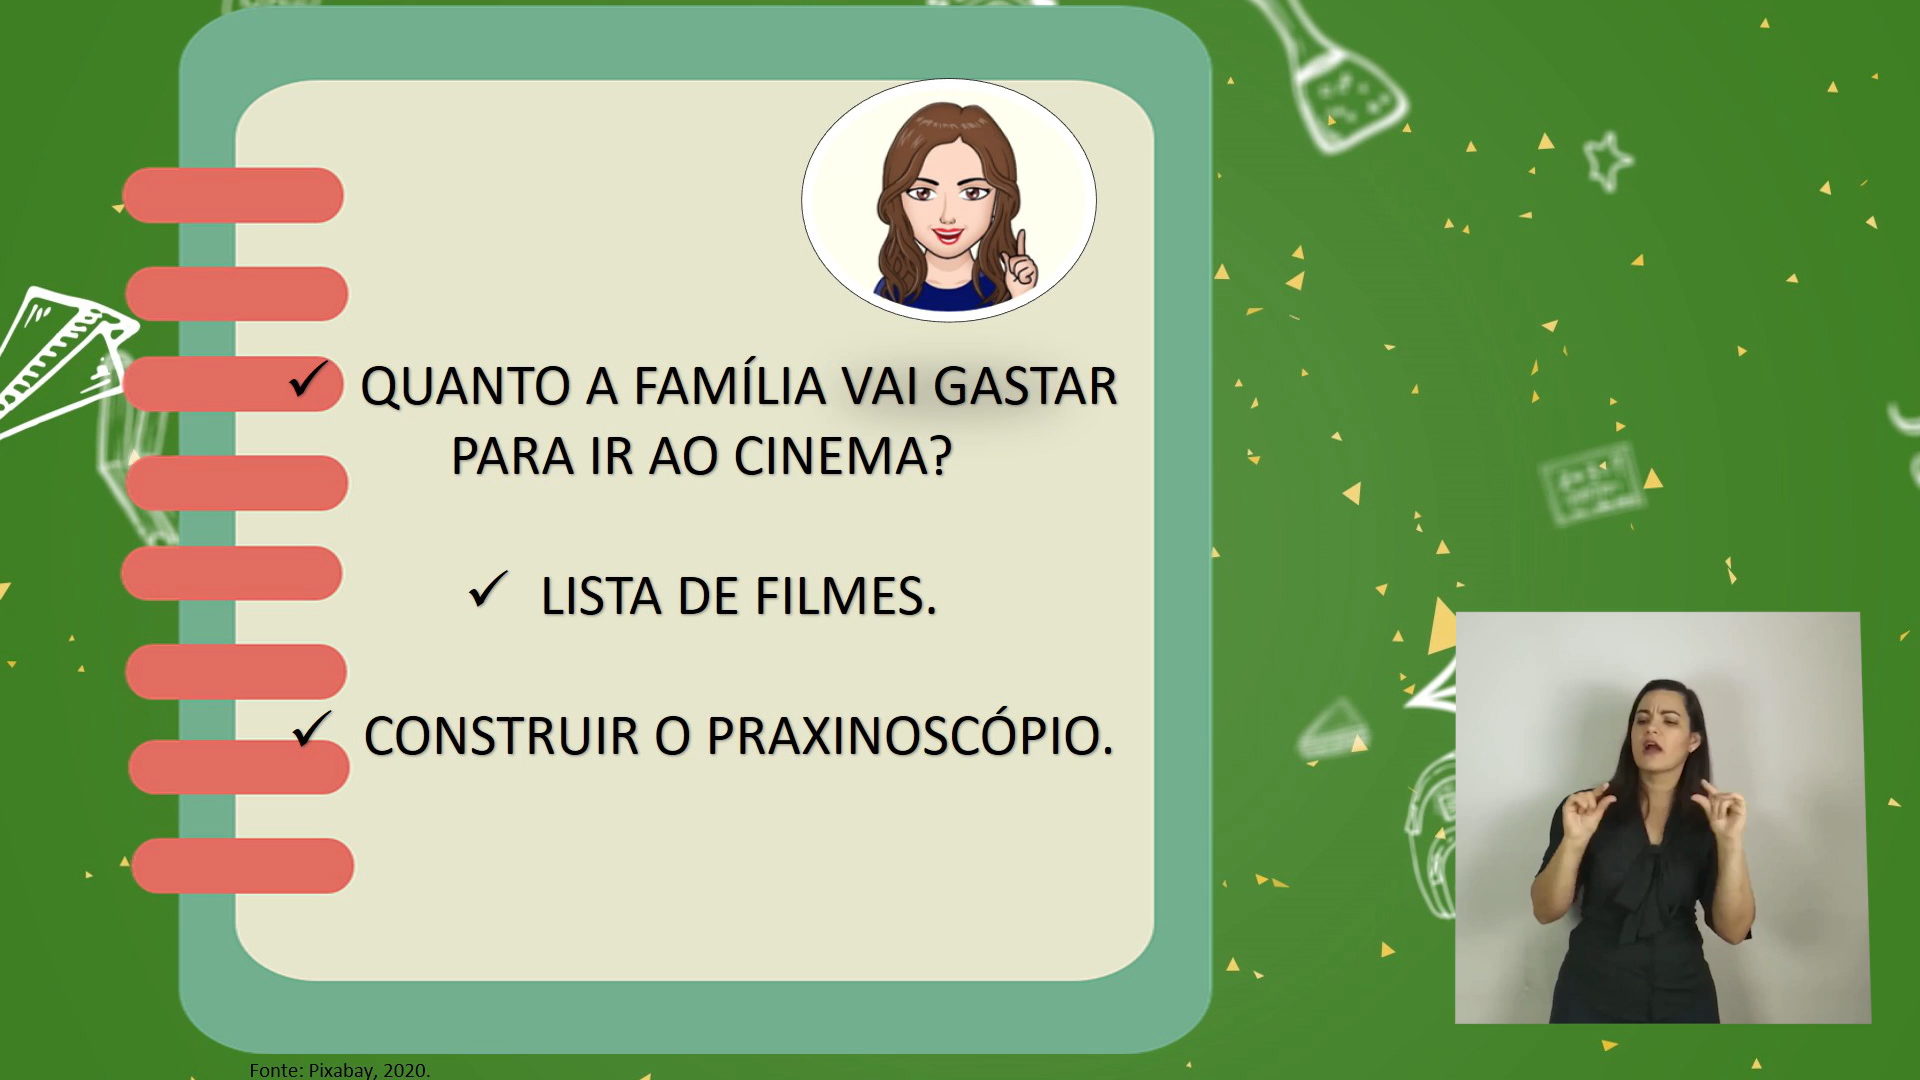 ✓ QUANTO A FAMÍLIA VAI GASTAR
PARA IR AO CINEMA?
✓ LISTA DE FILMES.
✓ CONSTRUIR O PRAXINOSCÓPIO.
Fonte: Pixabay, 2020.